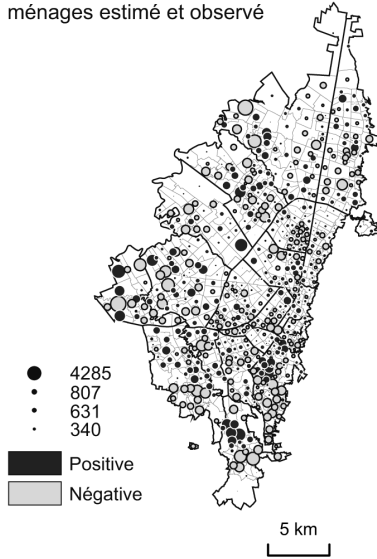 ménages estimé et observé
4285
807
631
340
Positive
Négative
5 km